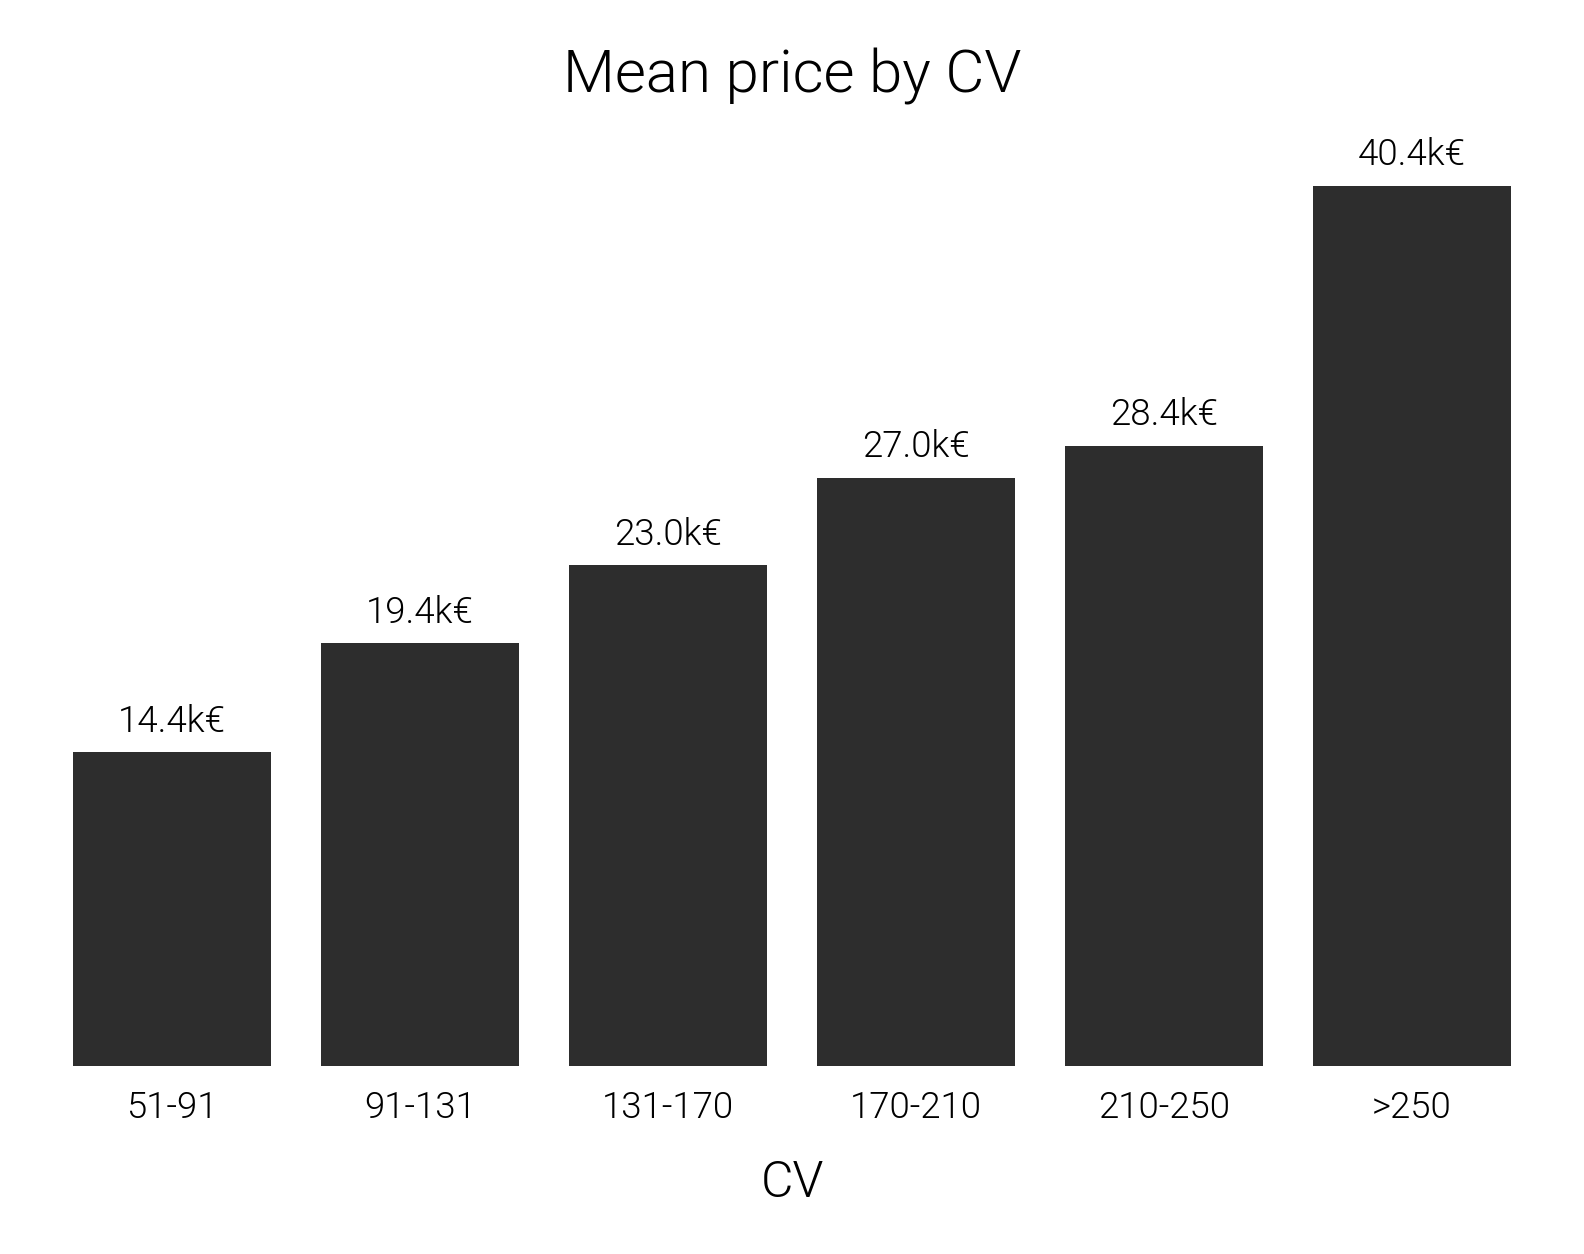 Mean price by CV
40.4k€
28.4k€
27.0k€
23.0k€
19.4k€
14.4k€
51-91 91-131 131-170 170-210 210-250 >250
CV